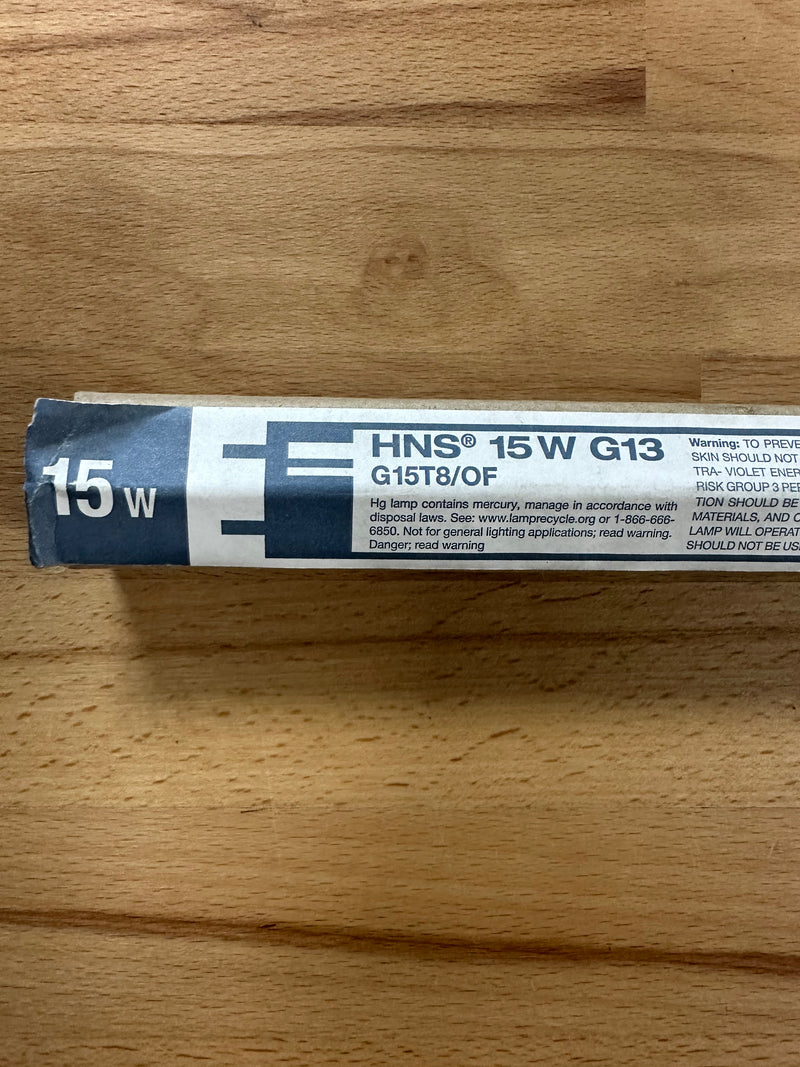 15 W
HNS® 15 W G13
G15T8/OF
Hg lamp contains mercury, manage in accordance with
disposal laws. See: www.lamprecycle.org or 1-866-666-
6850. Not for general lighting applications; read warning.
Danger; read warning
Warning: TO PREVE
SKIN SHOULD NOT
TRA- VIOLET ENER
RISK GROUP 3 PER
TION SHOULD BE
MATERIALS, AND
LAMP WILL OPERAT
SHOULD NOT BE US